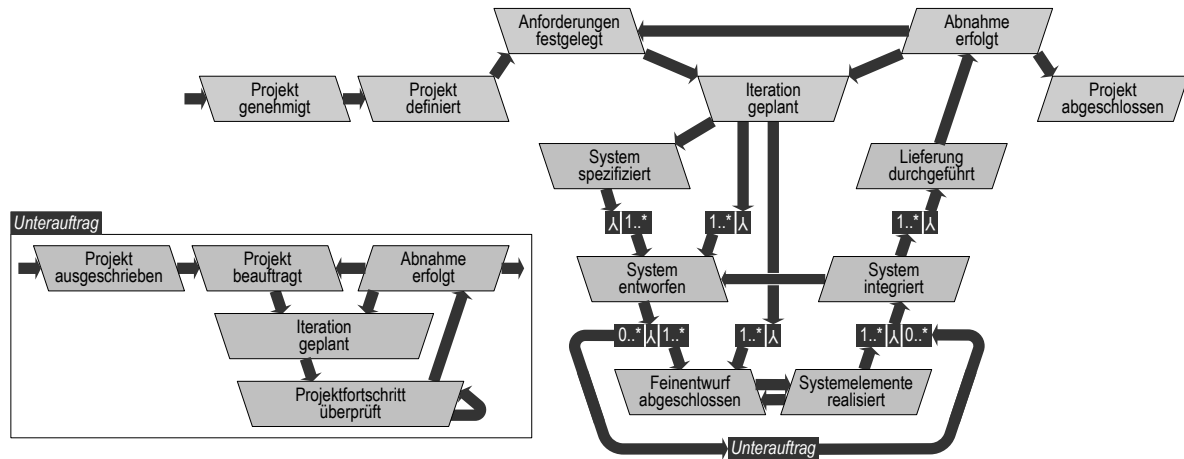 Anforderungen
festgelegt
Abnahme
erfolgt
Projekt
genehmigt
Projekt
definiert
Iteration
geplant
Projekt
abgeschlossen
System
spezifiziert
Lieferung
durchgeführt
⅄ 1..*
1..* ⅄
1..* ⅄
Unterauftrag
Projekt
ausgeschrieben
Projekt
beauftragt
Abnahme
erfolgt
Iteration
geplant
Projektfortschritt
überprüft
System
entworfen
System
integriert
0..* ⅄ 1..*
1..* ⅄
1..* ⅄ 0..*
Feinentwurf
abgeschlossen
Systemelemente
realisiert
Unterauftrag